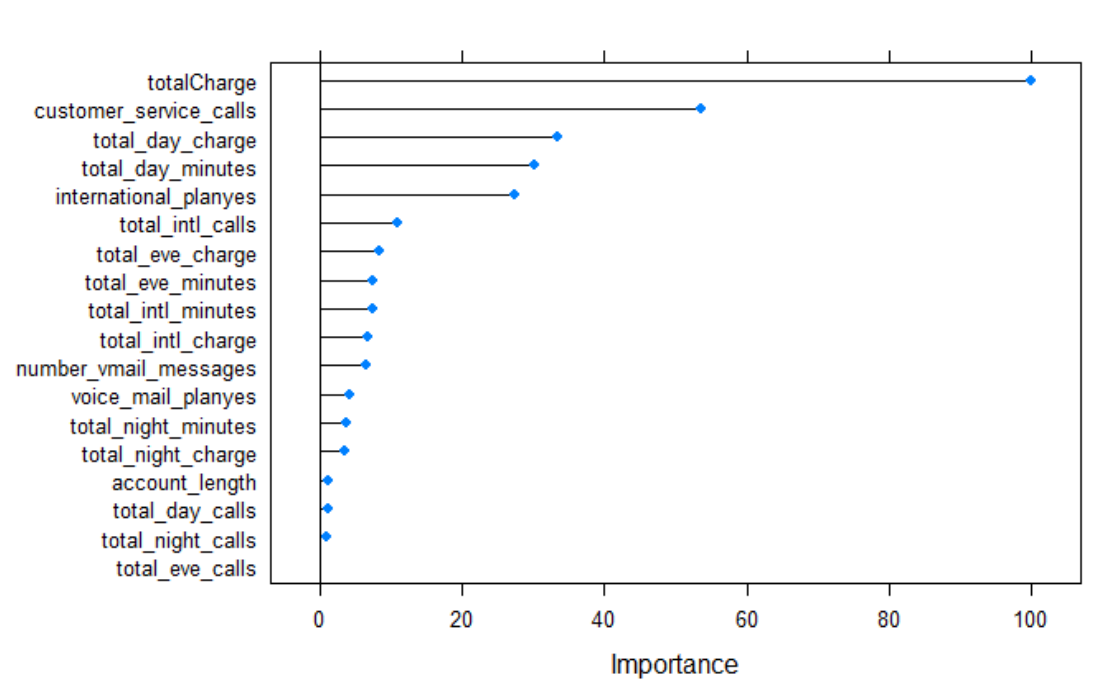 totalCharge
customer_service_calls
total_day_charge
total_day_minutes
international_planyes
total_intl_calls
total_eve_charge
total_eve_minutes
total_intl_minutes
total_intl_charge
number_vmail_messages
voice_mail_planyes
total_night_minutes
total_night_charge
account_length
total_day_calls
total_night_calls
total_eve_calls
0 20 40 60 80 100
Importance